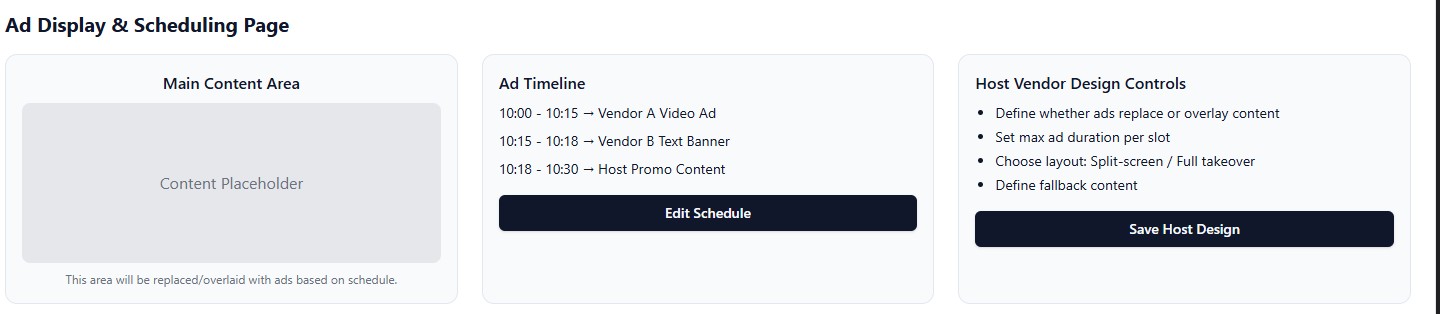 Ad Display & Scheduling Page
Main Content Area
Content Placeholder
This area will be replaced/overlaid with ads based on schedule.
Ad Timeline
10:00 - 10:15 → Vendor A Video Ad
10:15 - 10:18 → Vendor B Text Banner
10:18 - 10:30 → Host Promo Content
Edit Schedule
Host Vendor Design Controls
• Define whether ads replace or overlay content
• Set max ad duration per slot
• Choose layout: Split-screen / Full takeover
• Define fallback content
Save Host Design